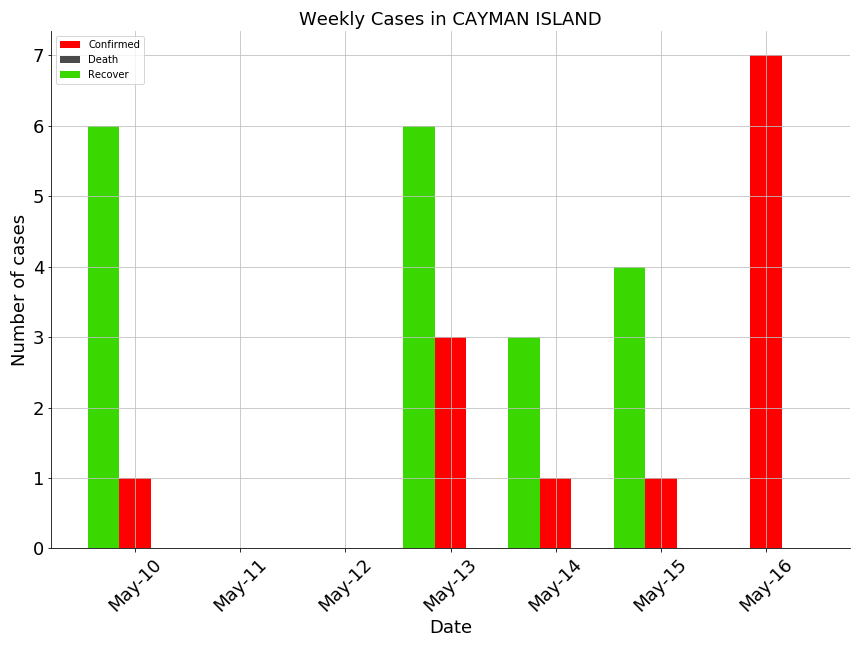 Weekly Cases in CAYMAN ISLAND
Confirmed
Death
Recover
Number of cases
7
6
5
4
3
2
1
0
May-10
May-11
May-12
May-13
May-14
May-15
May-16
Date